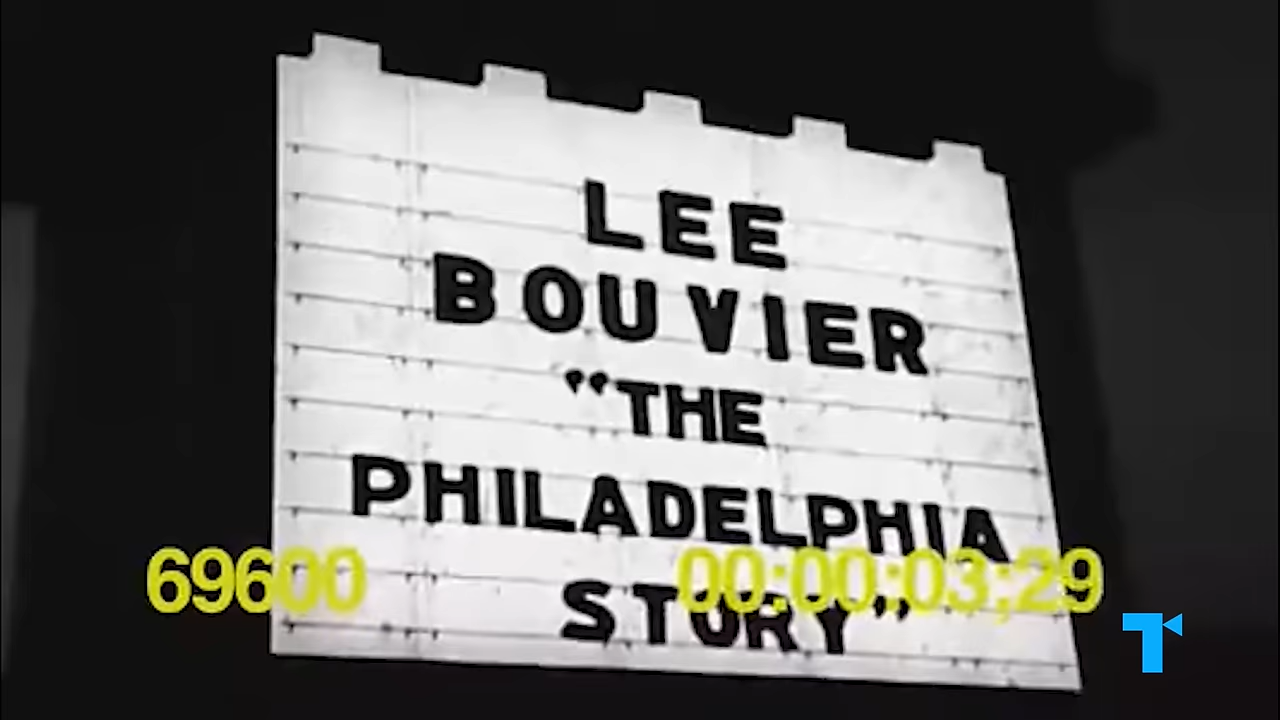 LEE
BOUVIER
"THE
PHILADELPHIA
STORY"
69600 00:00:03;29
T